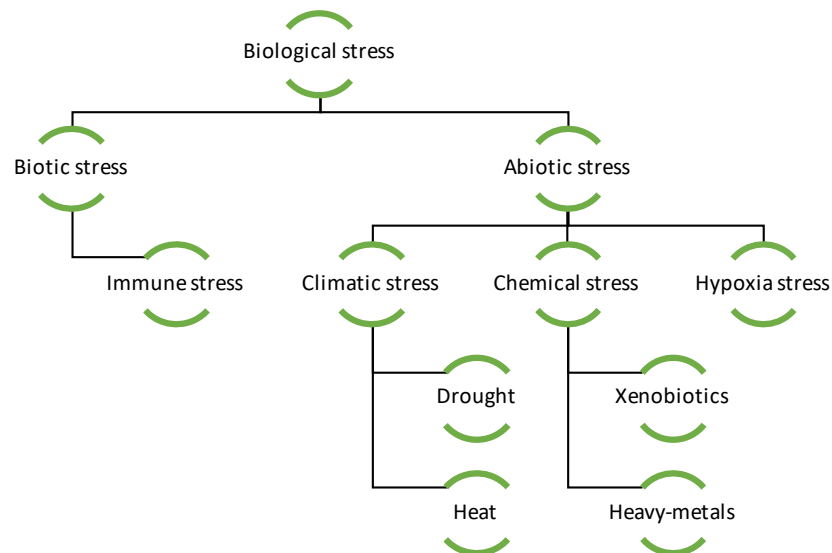 Biological stress
Biotic stress
Abiotic stress
Immune stress
Climatic stress
Chemical stress
Hypoxia stress
Drought
Xenobiotics
Heat
Heavy-metals